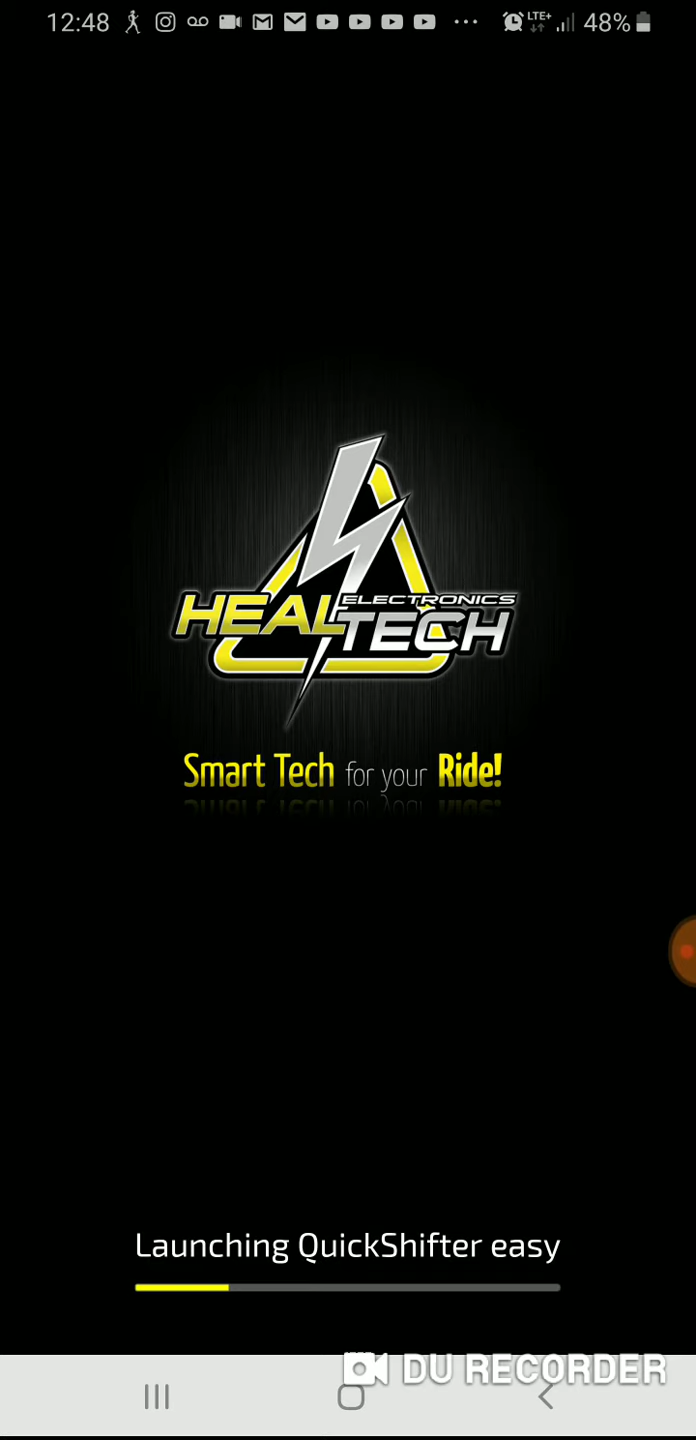 12:48 LTE+ 48%
ELECTRONICS
HEALTECH
Smart Tech for your Ride!
Launching QuickShifter easy
DU RECORDER